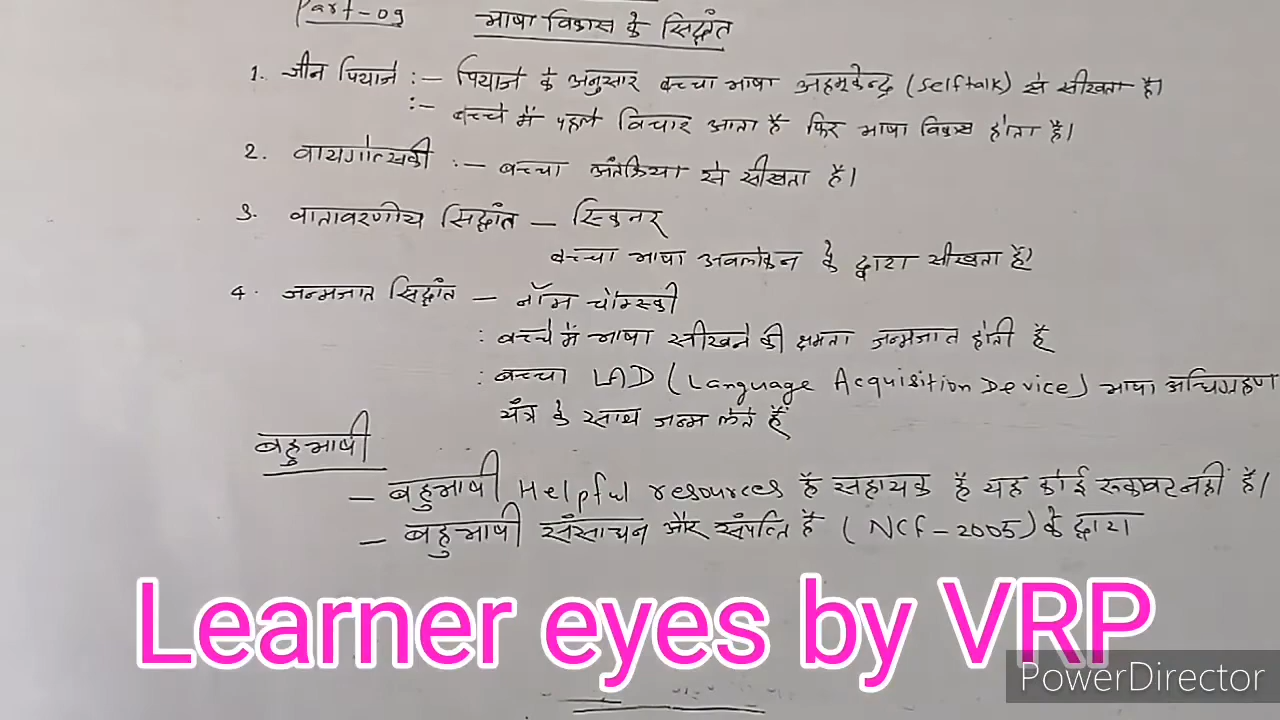 Part-09 भाषा विकास के सिद्धांत
1. जीन पियाजे :- पियाजे के अनुसार बच्चा भाषा अहमकेन्द्र (Selftalk) से सीखता है।
:- बच्चे में पहले विचार आता है फिर भाषा विकास होता है।
2. वायगोत्सकी :- बच्चा अंतक्रिया से सीखता है।
3. वातावरणीय सिद्धांत - स्किनर्
बच्चा भाषा अवलोकन के द्वारा सीखता है।
4. जन्मजात सिद्धांत - नॉम चोम्स्की
: बच्चे में भाषा सीखने की क्षमता जन्मजात होती है
: बच्चा LAD (Language Acquisition Device) भाषा अधिग्रहण
यंत्र के साथ जन्म लेते हैं
बहुभाषी
- बहुभाषी Helpful resources है सहायक है यह कोई रूकावट नहीं है।
- बहुभाषी संसाधन और संपत्ति है (NCF-2005) के द्वारा
Learner eyes by VRP
PowerDirector